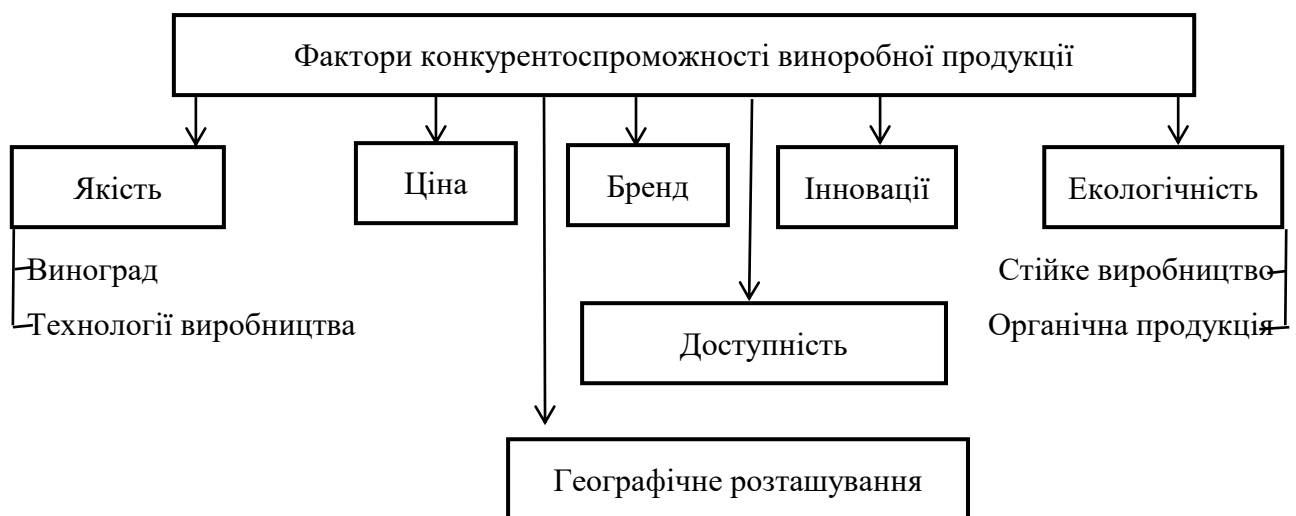 Фактори конкурентоспроможності виноробної продукції
Якість
Ціна
Бренд
Інновації
Екологічність
Виноград
Технології виробництва
Стійке виробництво
Органічна продукція
Доступність
Географічне розташування